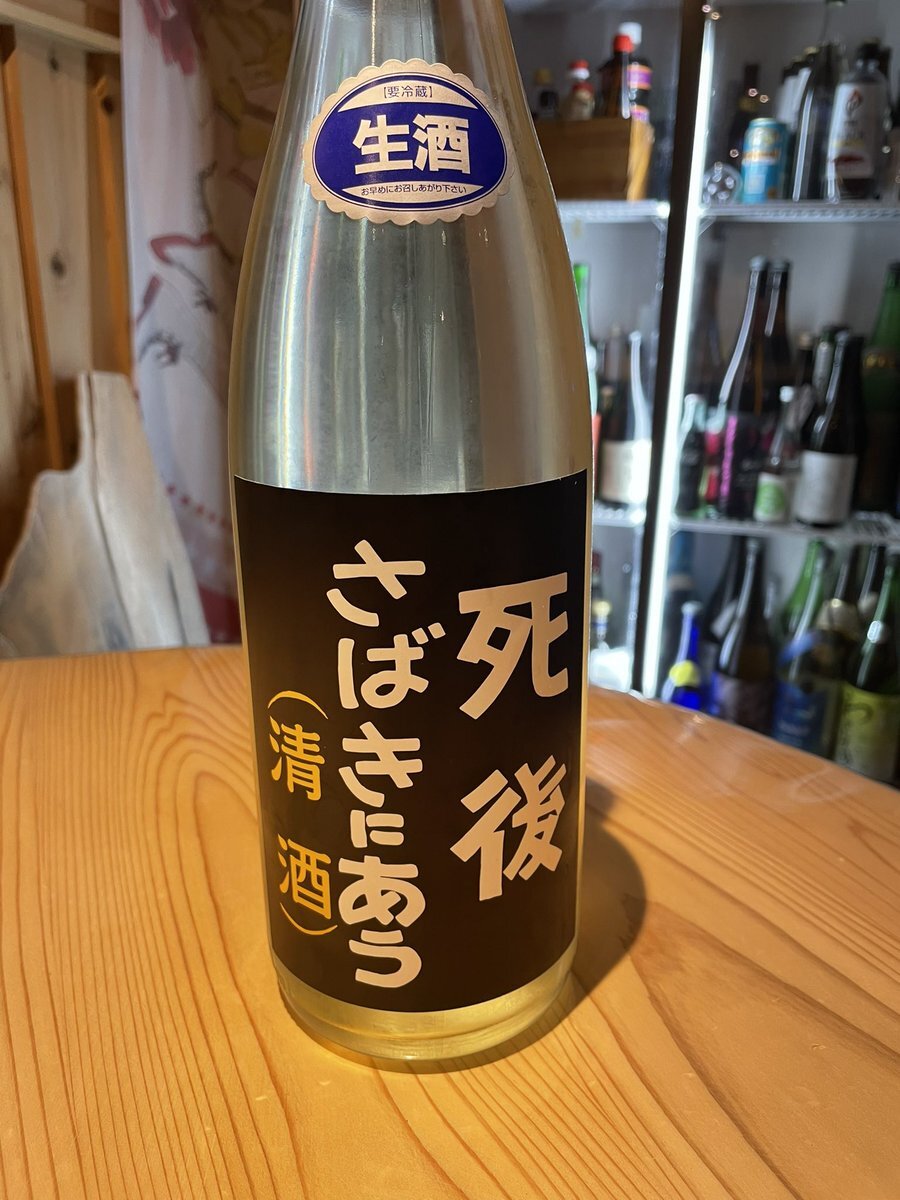 【要冷蔵】
生酒
お早めにお召しあがり下さい
死後
さばきにあう
（清酒）